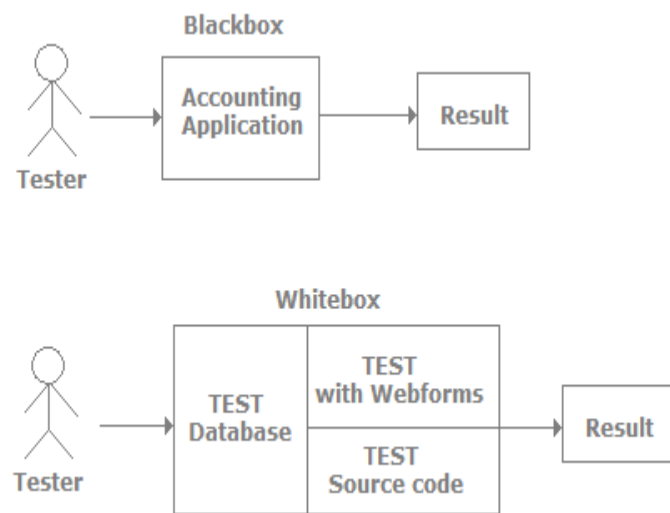 Blackbox
Accounting
Application
Result
Tester
Whitebox
TEST
with Webforms
TEST
Database
Result
TEST
Source code
Tester